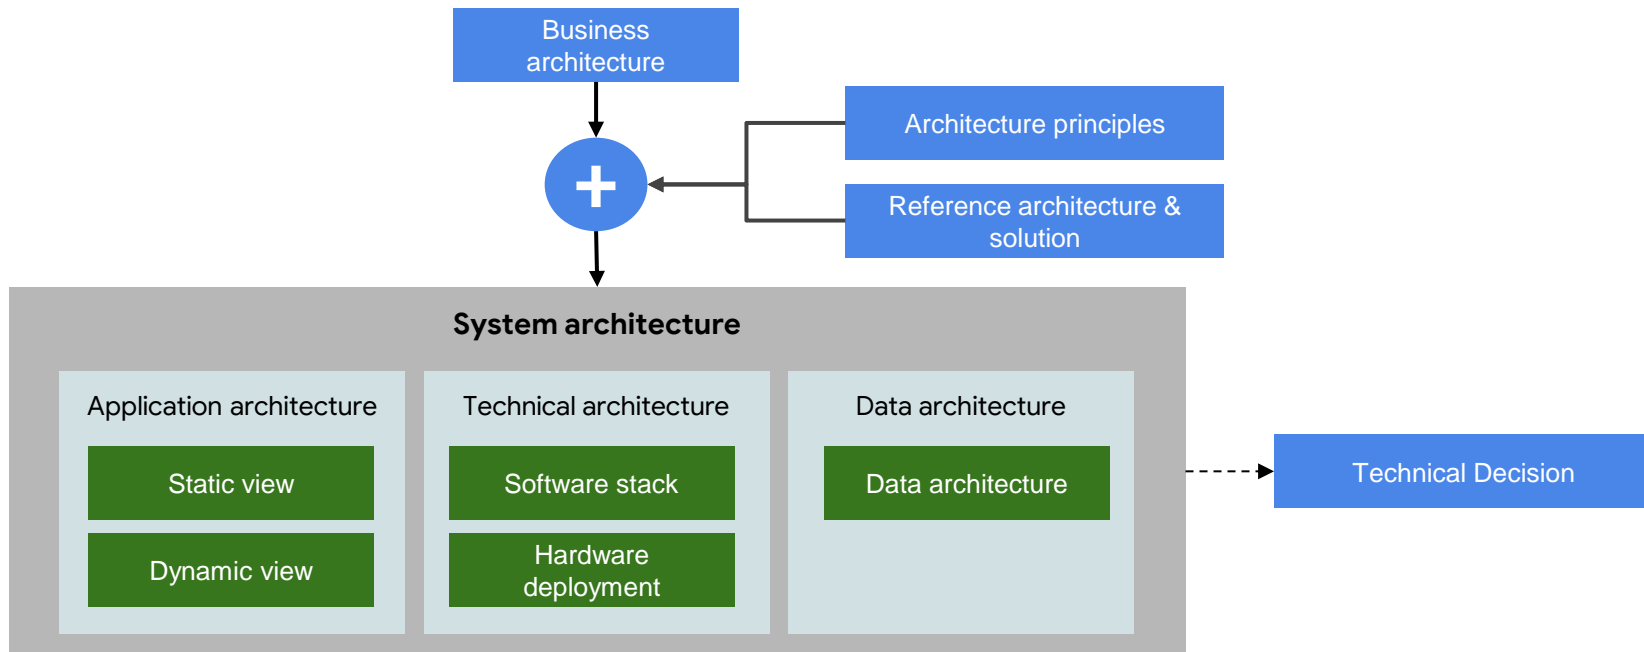 Business
architecture
Architecture principles
+
Reference architecture &
solution
System architecture
Application architecture
Technical architecture
Data architecture
Static view
Software stack
Data architecture
Technical Decision
Dynamic view
Hardware
deployment